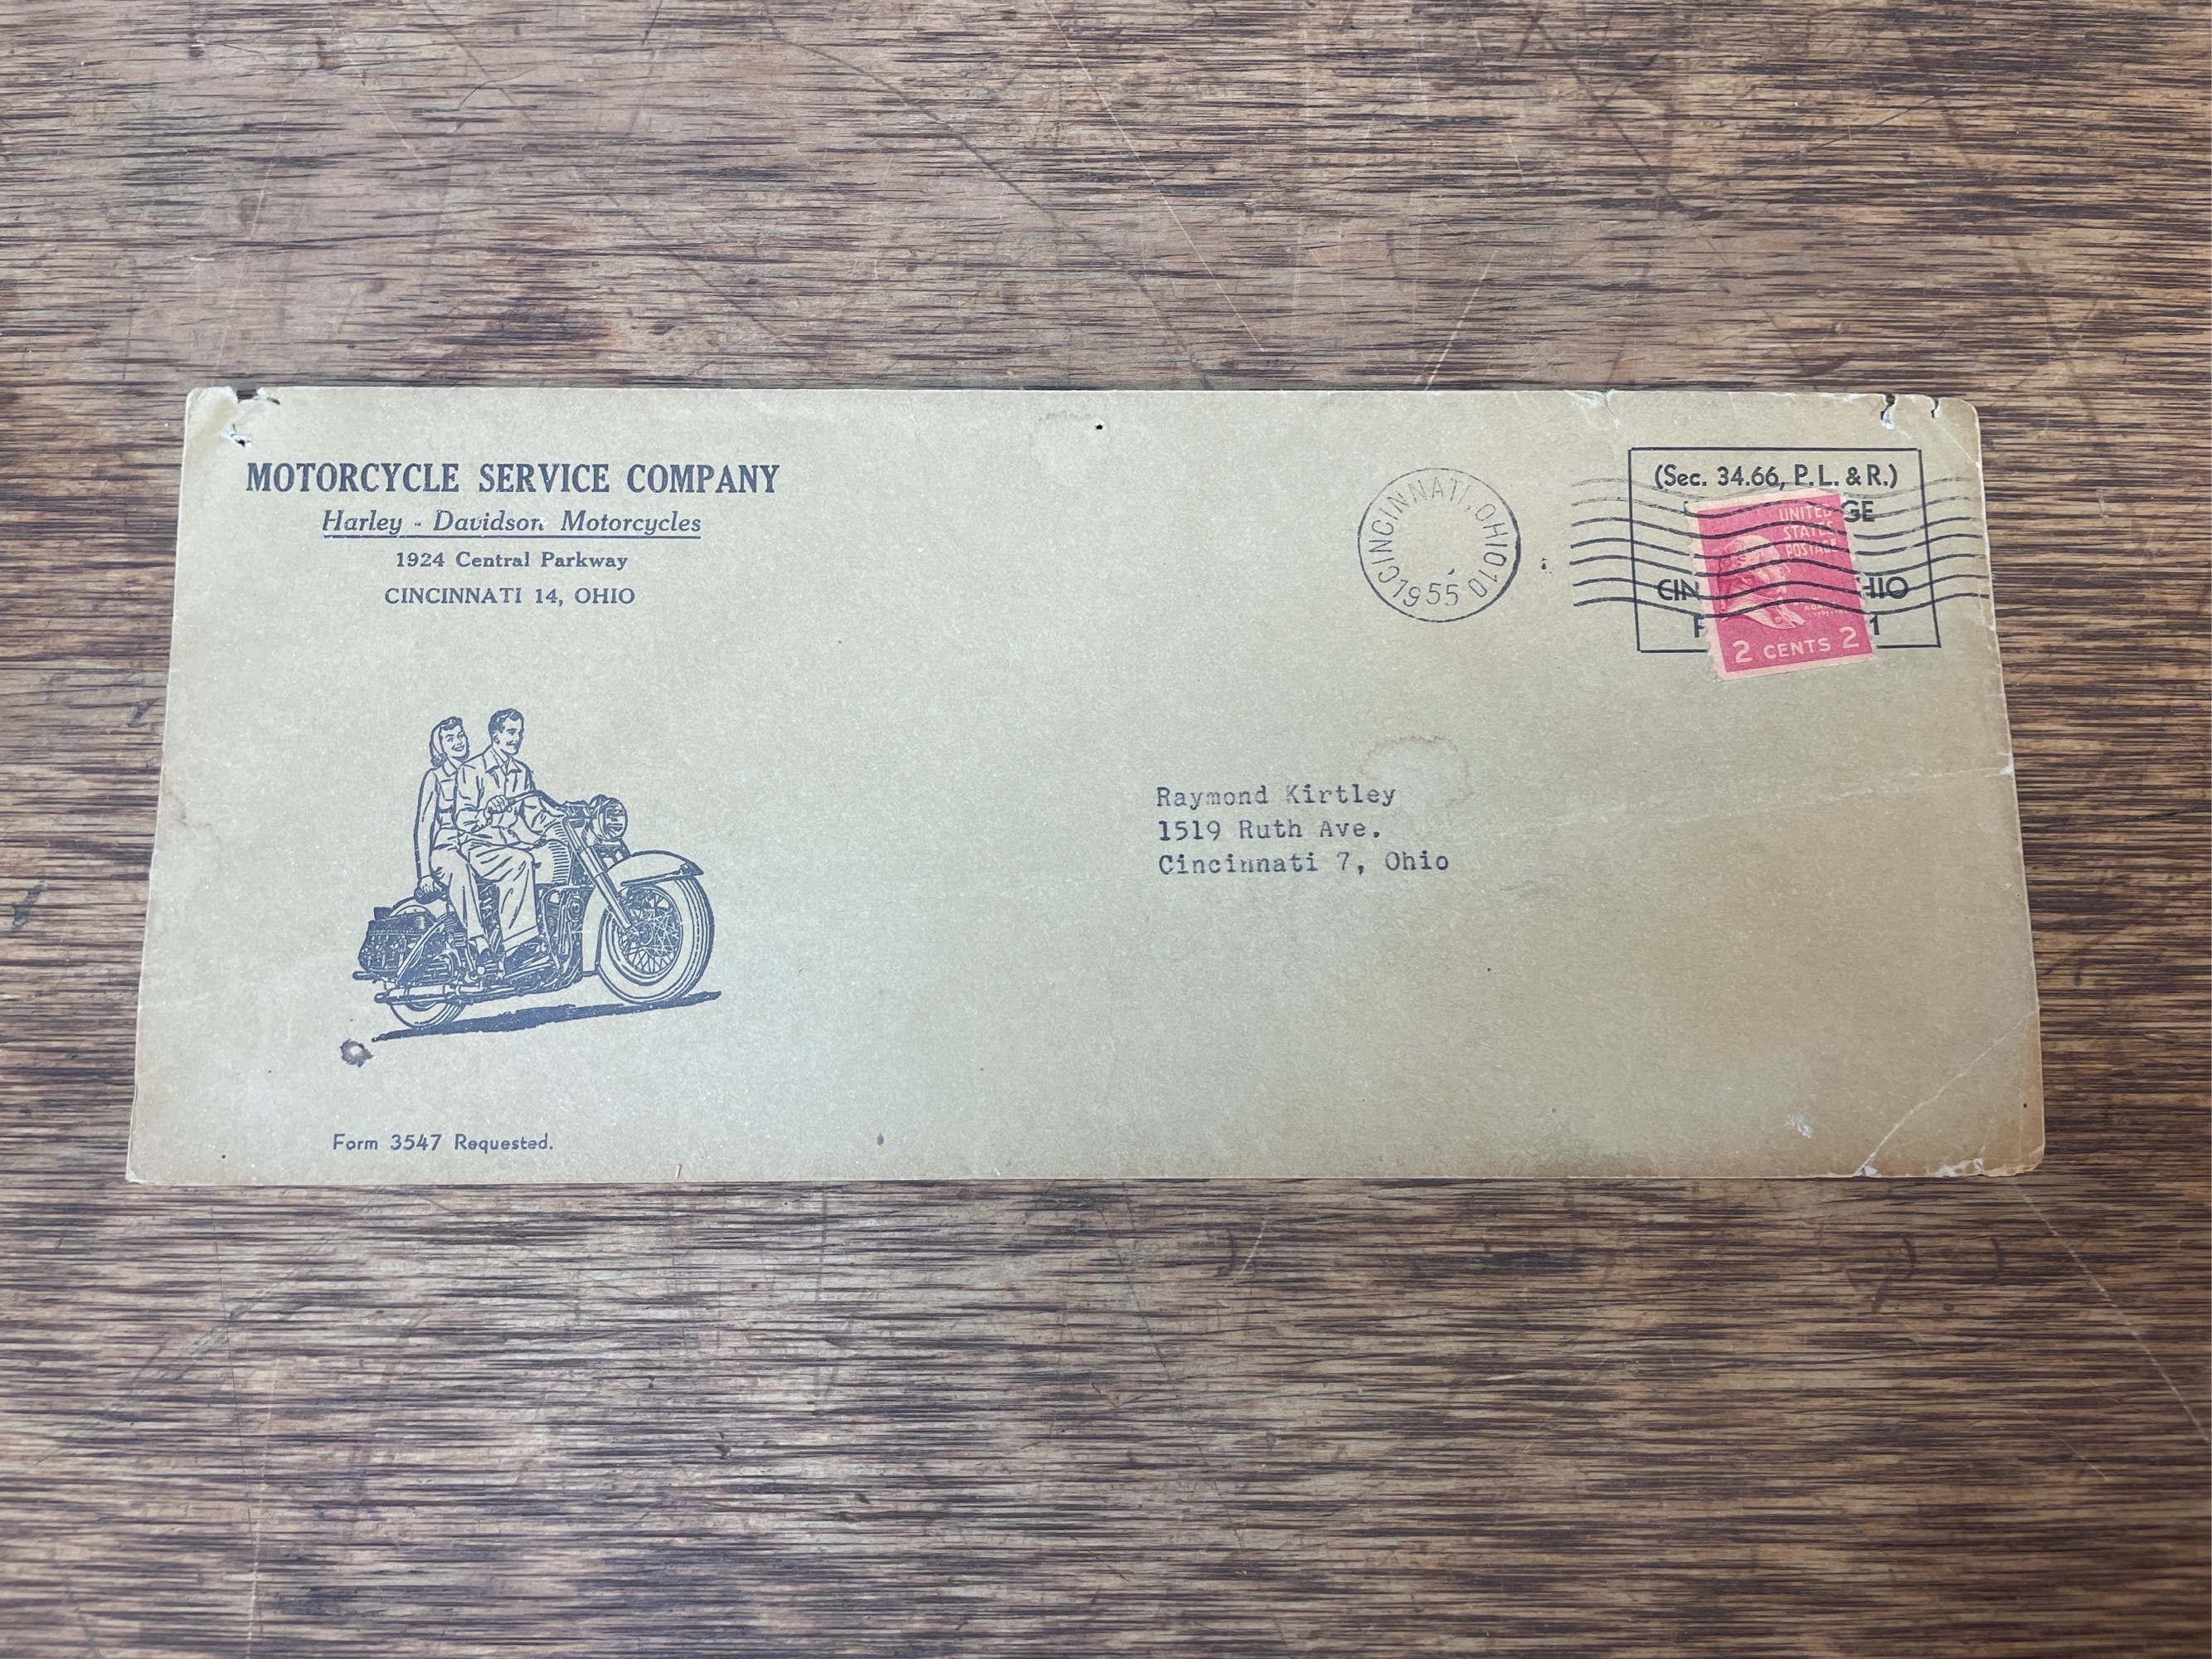 MOTORCYCLE SERVICE COMPANY
Harley - Davidson Motorcycles
1924 Central Parkway
CINCINNATI 14, OHIO
CINCINNATI, OHIO 10
1955
(Sec. 34.66, P. L. & R.)
UNITED
STATES
POSTAGE
2 CENTS 2
Raymond Kirtley
1519 Ruth Ave.
Cincinnati 7, Ohio
Form 3547 Requested.